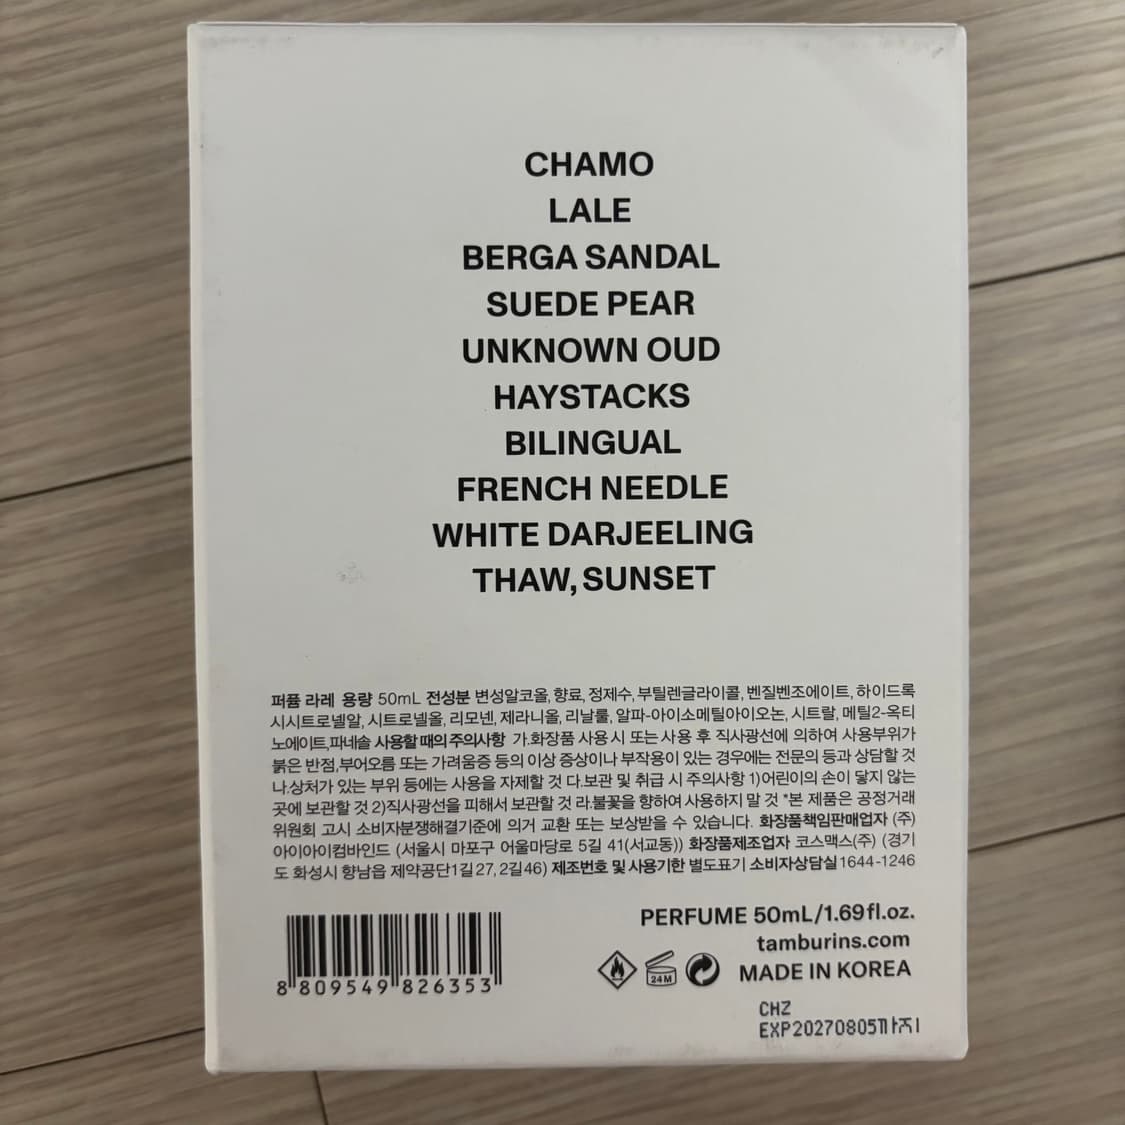 CHAMO
LALE
BERGA SANDAL
SUEDE PEAR
UNKNOWN OUD
HAYSTACKS
BILINGUAL
FRENCH NEEDLE
WHITE DARJEELING
THAW, SUNSET
퍼퓸 라레 용량 50mL 전성분 변성알코올, 향료, 정제수, 부틸렌글라이콜, 벤질벤조에이트, 하이드록
시시트로넬알, 시트로넬올, 리모넨, 제라니올, 리날룰, 알파-아이소메틸아이오논, 시트랄, 메틸2-옥티
노에이트,파네솔 사용할 때의 주의사항 가.화장품 사용 시 또는 사용 후 직사광선에 의하여 사용부위가
붉은 반점,부어오름 또는 가려움증 등의 이상 증상이나 부작용이 있는 경우에는 전문의 등과 상담할 것
나.상처가 있는 부위 등에는 사용을 자제할 것 다.보관 및 취급 시 주의사항 1)어린이의 손이 닿지 않는
곳에 보관할 것 2)직사광선을 피해서 보관할 것 라.불꽃을 향하여 사용하지 말 것 *본 제품은 공정거래
위원회 고시 소비자분쟁해결기준에 의거 교환 또는 보상받을 수 있습니다. 화장품책임판매업자 (주)
아이아이컴바인드 (서울시 마포구 어울마당로 5길 41(서교동)) 화장품제조업자 코스맥스(주) (경기
도 화성시 향남읍 제약공단1길 27, 2길 46) 제조번호 및 사용기한 별도표기 소비자상담실 1644-1246
PERFUME 50mL/1.69fl.oz.
tamburins.com
24M
MADE IN KOREA
8 809549 826353
CHZ
EXP20270805까지